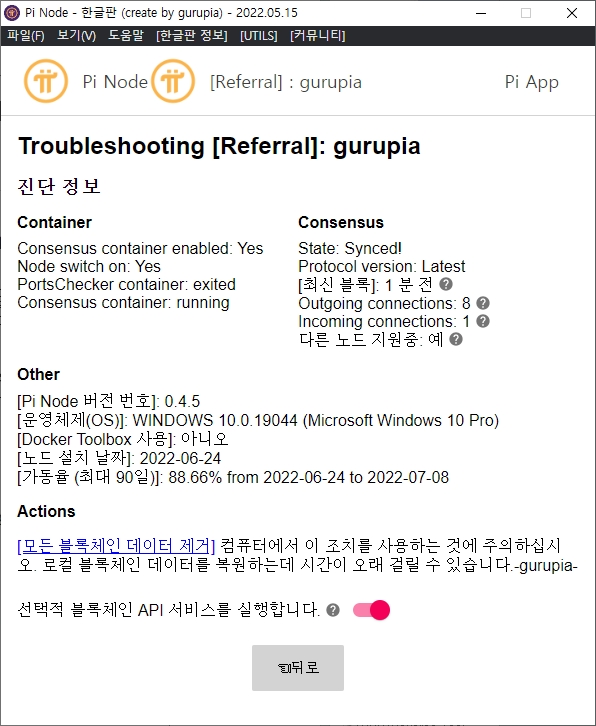 Pi Node - 한글판 (create by gurupia) - 2022.05.15
파일(F) 보기(V) 도움말 [한글판 정보] [UTILS] [커뮤니티]
Pi Node [Referral] : gurupia Pi App
Troubleshooting [Referral]: gurupia
진단 정보
Container
Consensus container enabled: Yes
Node switch on: Yes
PortsChecker container: exited
Consensus container: running
Consensus
State: Synced!
Protocol version: Latest
[최신 블록]: 1 분 전 ?
Outgoing connections: 8 ?
Incoming connections: 1 ?
다른 노드 지원중: 예 ?
Other
[Pi Node 버전 번호]: 0.4.5
[운영체제(OS)]: WINDOWS 10.0.19044 (Microsoft Windows 10 Pro)
[Docker Toolbox 사용]: 아니오
[노드 설치 날짜]: 2022-06-24
[가동율 (최대 90일)]: 88.66% from 2022-06-24 to 2022-07-08
Actions
[모든 블록체인 데이터 제거] 컴퓨터에서 이 조치를 사용하는 것에 주의하십시
오. 로컬 블록체인 데이터를 복원하는데 시간이 오래 걸릴 수 있습니다.-gurupia-
선택적 블록체인 API 서비스를 실행합니다. ?
☜뒤로